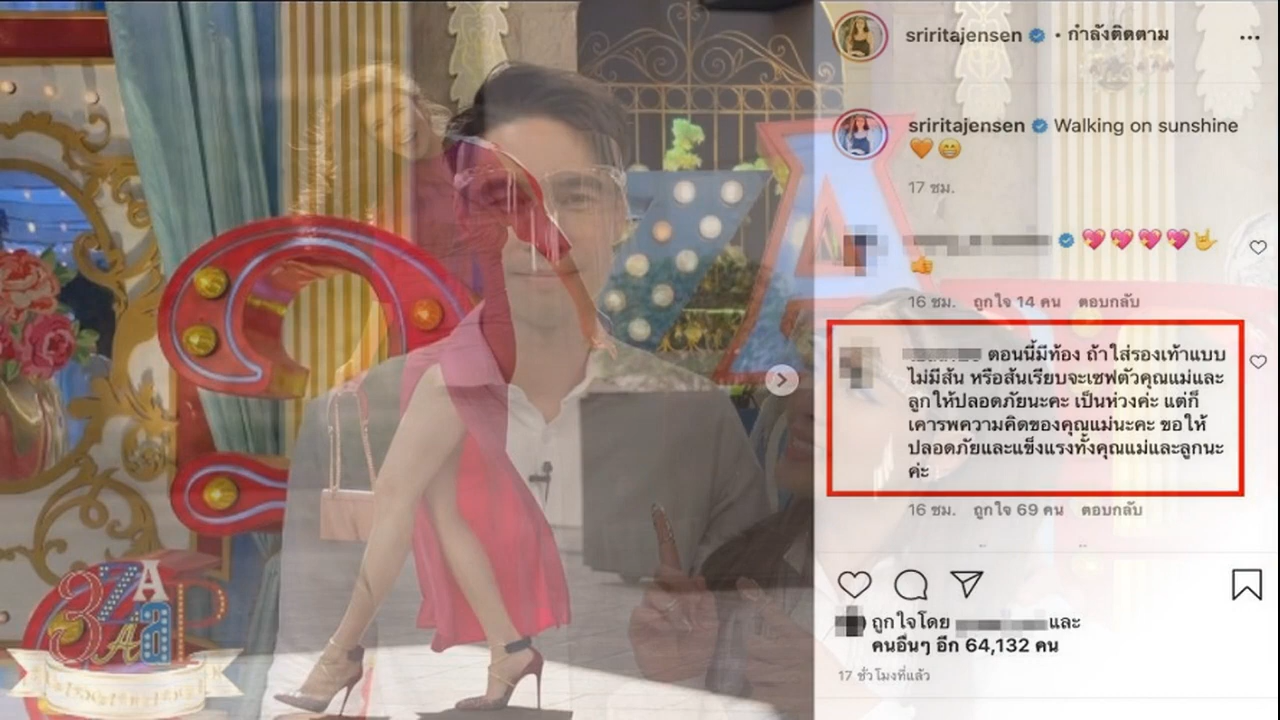 sriritajensen • กำลังติดตาม
sriritajensen Walking on sunshine
🧡😁
17 ชม.
💖💖💖💖🤟
👍
16 ชม. ถูกใจ 14 คน ตอบกลับ
ตอนนี้มีท้อง ถ้าใส่รองเท้าแบบ
ไม่มีส้น หรือส้นเรียบจะเซฟตัวคุณแม่และ
ลูกให้ปลอดภัยนะคะ เป็นห่วงค่ะ แต่ก็
เคารพความคิดของคุณแม่นะคะ ขอให้
ปลอดภัยและแข็งแรงทั้งคุณแม่และลูกนะ
ค่ะ
16 ชม. ถูกใจ 69 คน ตอบกลับ
ถูกใจโดย และ
คนอื่นๆ อีก 64,132 คน
17 ชั่วโมงที่แล้ว
3 ZAAP